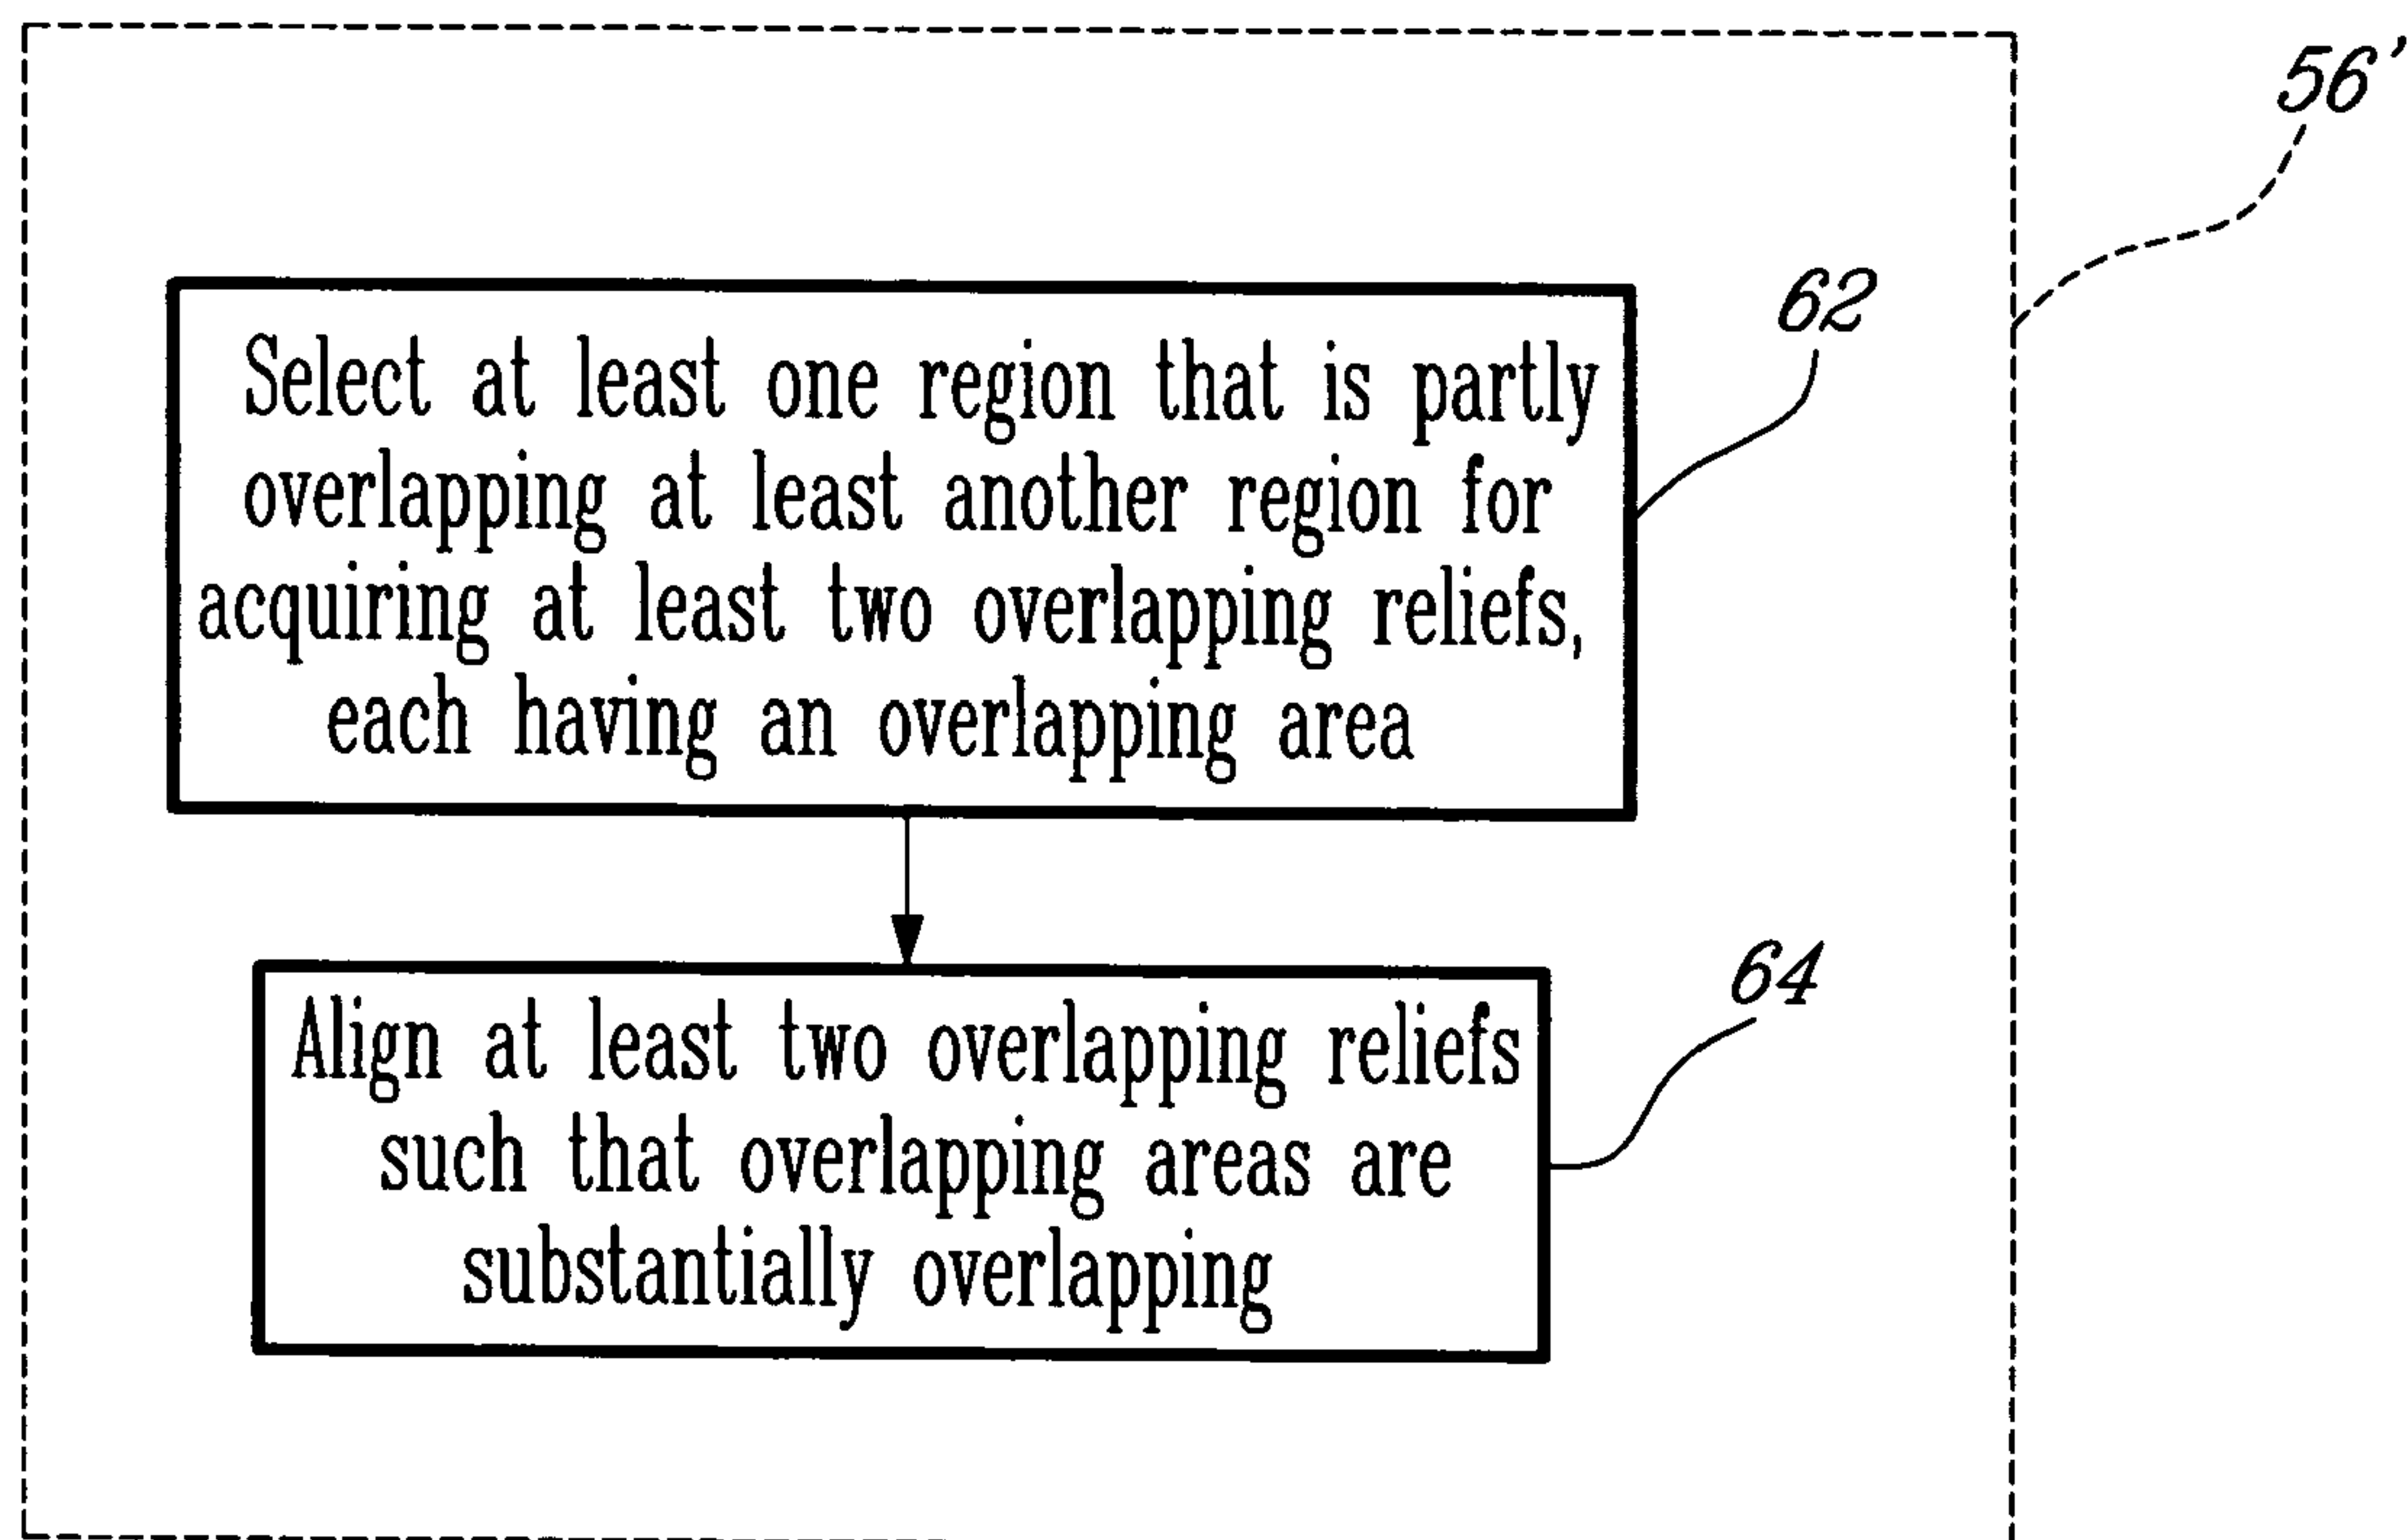 56'
62
Select at least one region that is partly
overlapping at least another region for
acquiring at least two overlapping reliefs,
each having an overlapping area
64
Align at least two overlapping reliefs
such that overlapping areas are
substantially overlapping